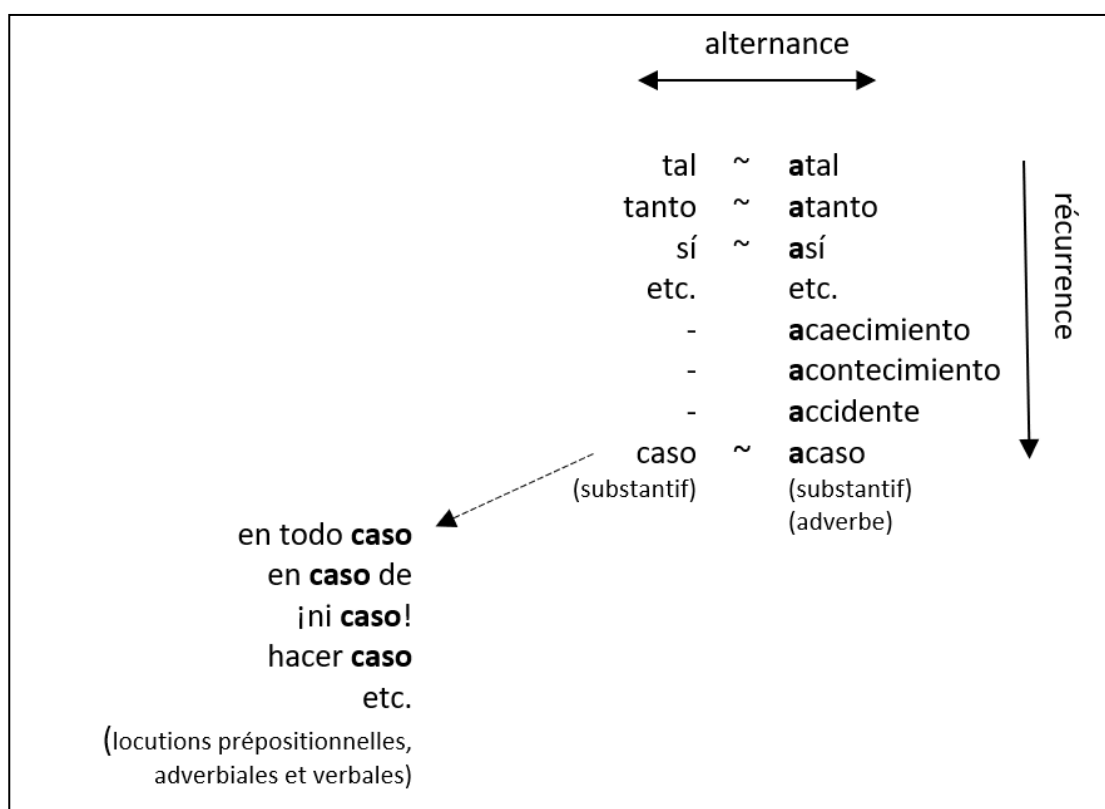 alternance
tal ~ atal
tanto ~ atanto
sí ~ así
etc. etc.
- acaecimiento
- acontecimiento
- accidente
caso ~ acaso
(substantif) (substantif)
(adverbe)
récurrence
en todo caso
en caso de
¡ni caso!
hacer caso
etc.
(locutions prépositionnelles,
adverbiales et verbales)